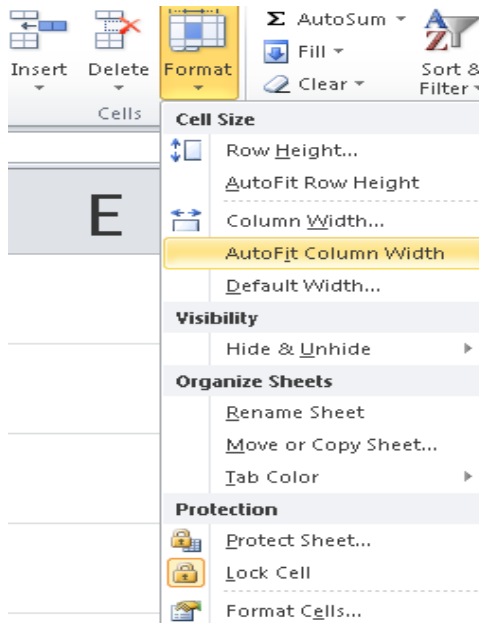 Insert Delete Format
Σ AutoSum
Fill
Clear
Sort &
Filter
Cells
E
Cell Size
Row Height...
AutoFit Row Height
Column Width...
AutoFit Column Width
Default Width...
Visibility
Hide & Unhide
Organize Sheets
Rename Sheet
Move or Copy Sheet...
Tab Color
Protection
Protect Sheet...
Lock Cell
Format Cells...